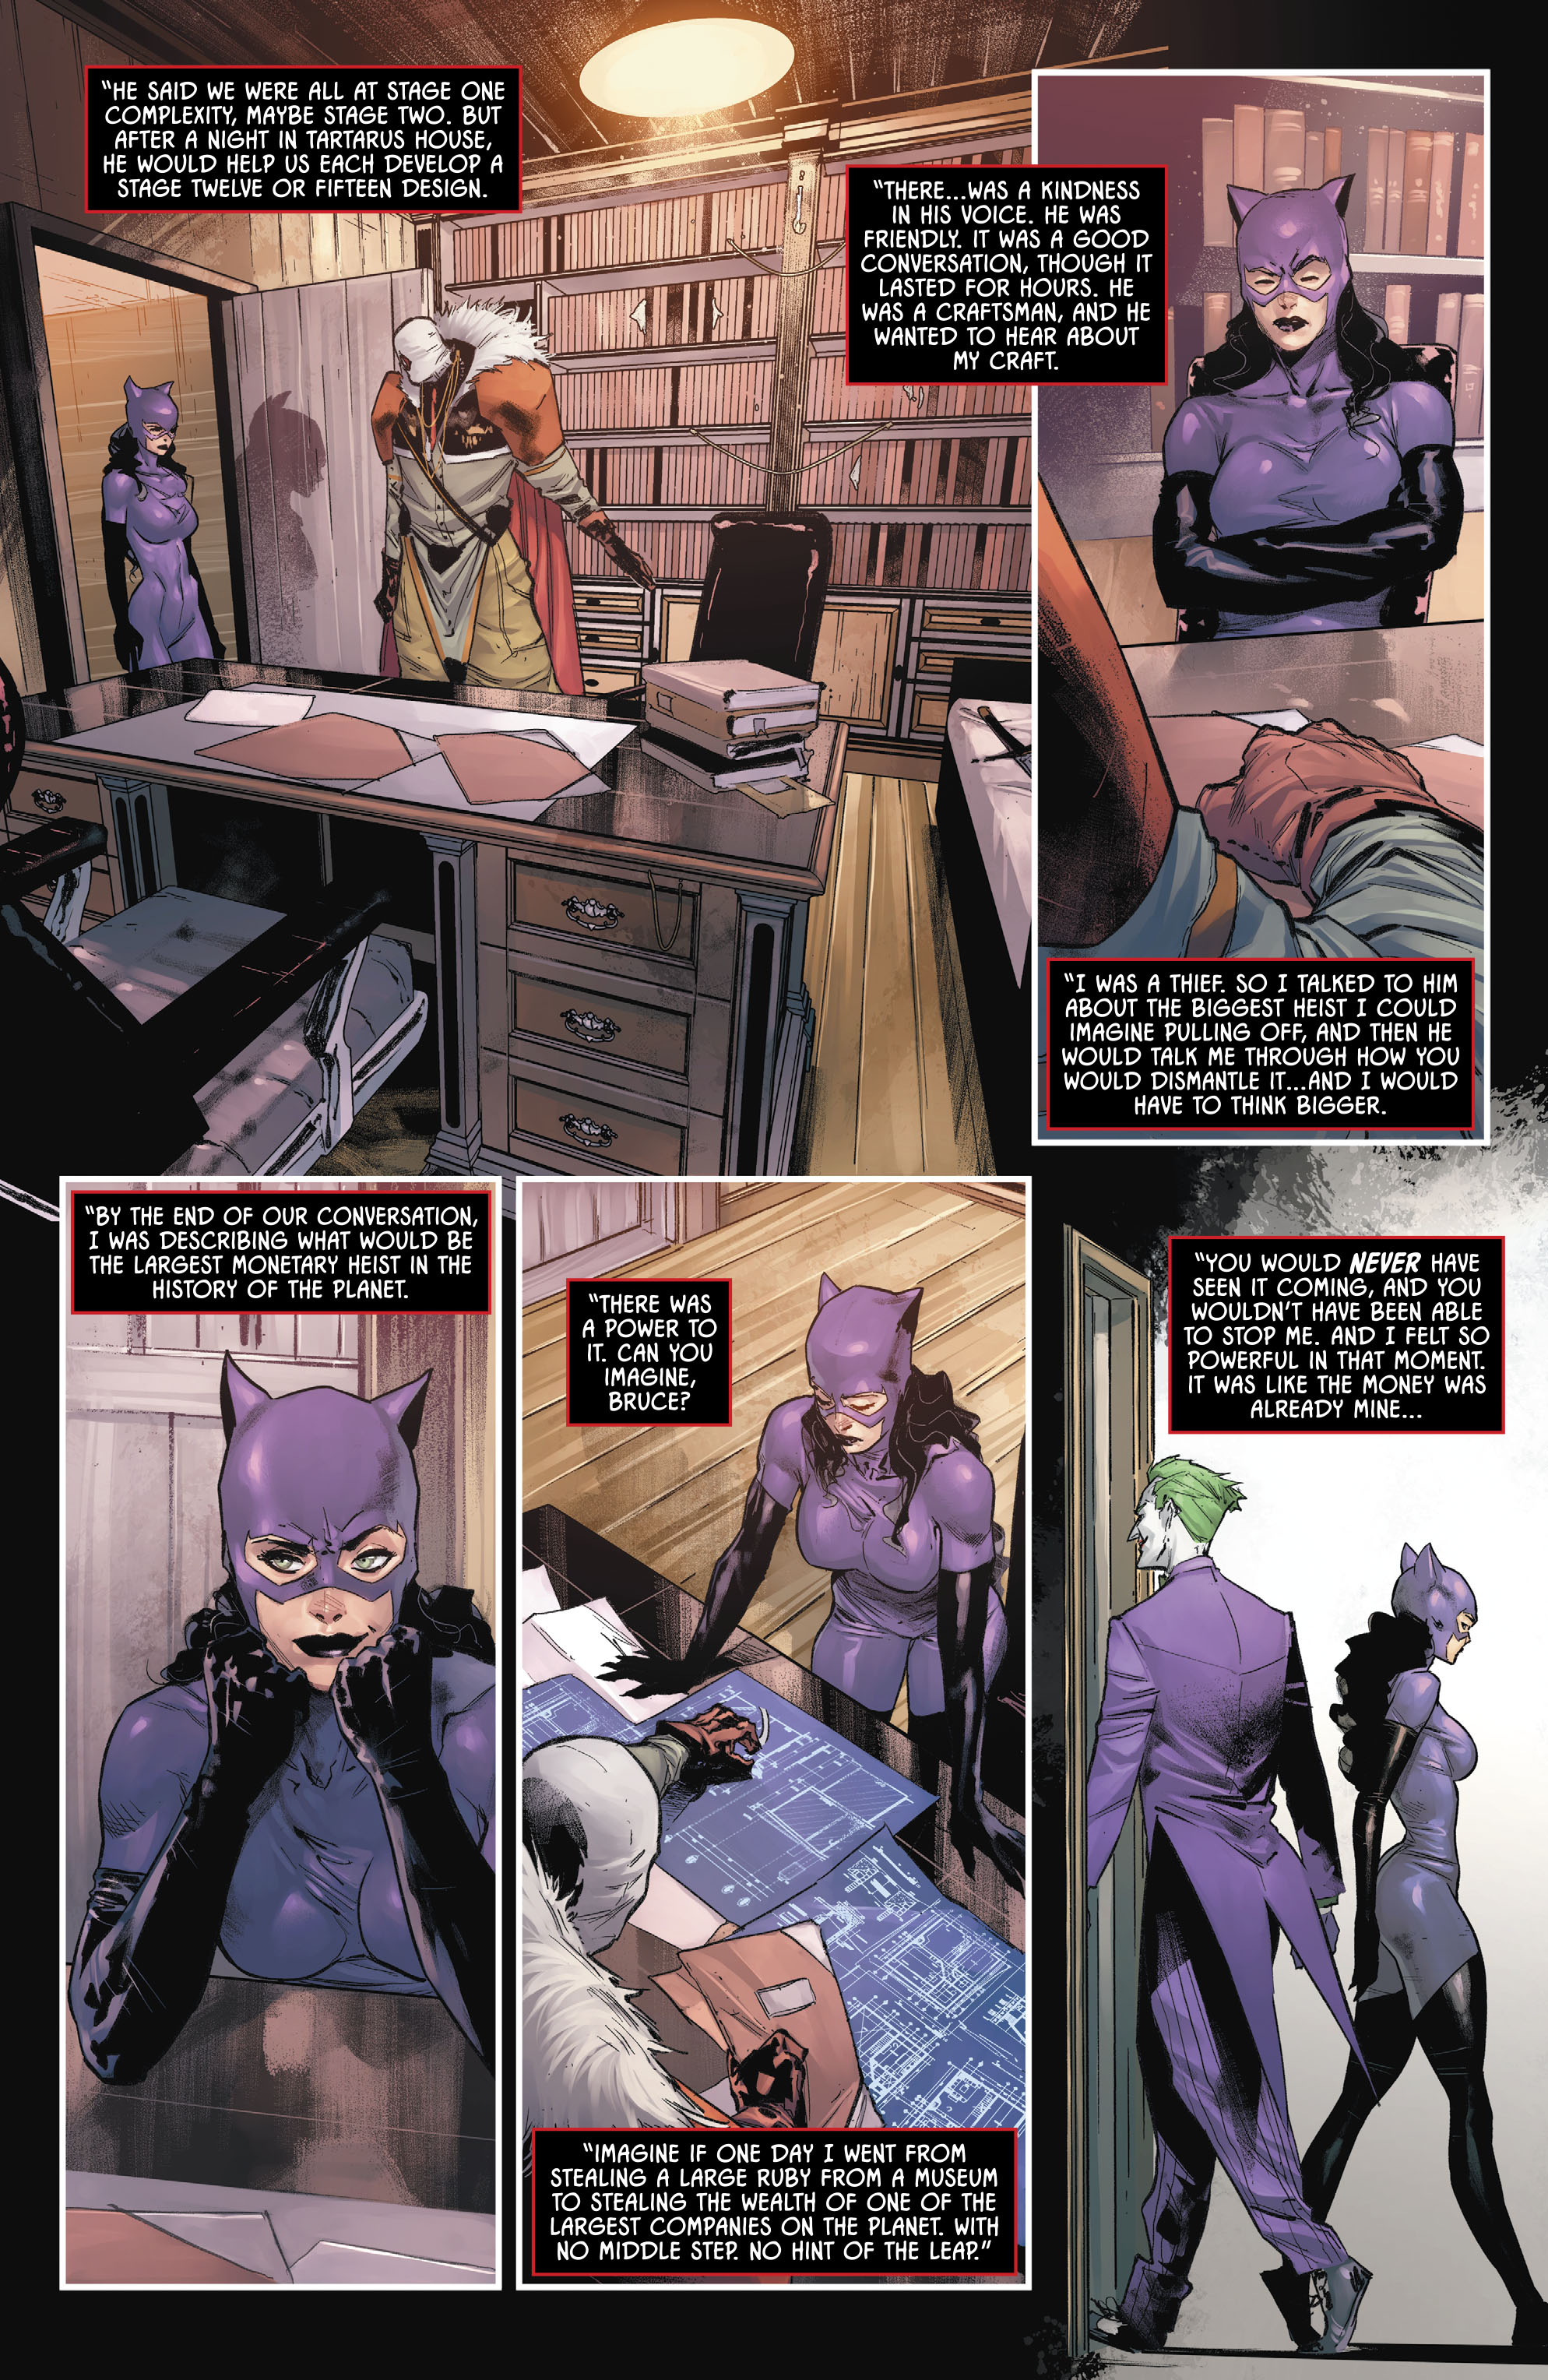 "HE SAID WE WERE ALL AT STAGE ONE
COMPLEXITY, MAYBE STAGE TWO. BUT
AFTER A NIGHT IN TARTARUS HOUSE,
HE WOULD HELP US EACH DEVELOP A
STAGE TWELVE OR FIFTEEN DESIGN.
"THERE...WAS A KINDNESS
IN HIS VOICE. HE WAS
FRIENDLY. IT WAS A GOOD
CONVERSATION, THOUGH IT
LASTED FOR HOURS. HE
WAS A CRAFTSMAN, AND HE
WANTED TO HEAR ABOUT
MY CRAFT.
"I WAS A THIEF. SO I TALKED TO HIM
ABOUT THE BIGGEST HEIST I COULD
IMAGINE PULLING OFF, AND THEN HE
WOULD TALK ME THROUGH HOW YOU
WOULD DISMANTLE IT...AND I WOULD
HAVE TO THINK BIGGER.
"BY THE END OF OUR CONVERSATION,
I WAS DESCRIBING WHAT WOULD BE
THE LARGEST MONETARY HEIST IN THE
HISTORY OF THE PLANET.
"THERE WAS
A POWER TO
IT. CAN YOU
IMAGINE,
BRUCE?
"IMAGINE IF ONE DAY I WENT FROM
STEALING A LARGE RUBY FROM A MUSEUM
TO STEALING THE WEALTH OF ONE OF THE
LARGEST COMPANIES ON THE PLANET. WITH
NO MIDDLE STEP. NO HINT OF THE LEAP."
"YOU WOULD NEVER HAVE
SEEN IT COMING, AND YOU
WOULDN'T HAVE BEEN ABLE
TO STOP ME. AND I FELT SO
POWERFUL IN THAT MOMENT.
IT WAS LIKE THE MONEY WAS
ALREADY MINE...